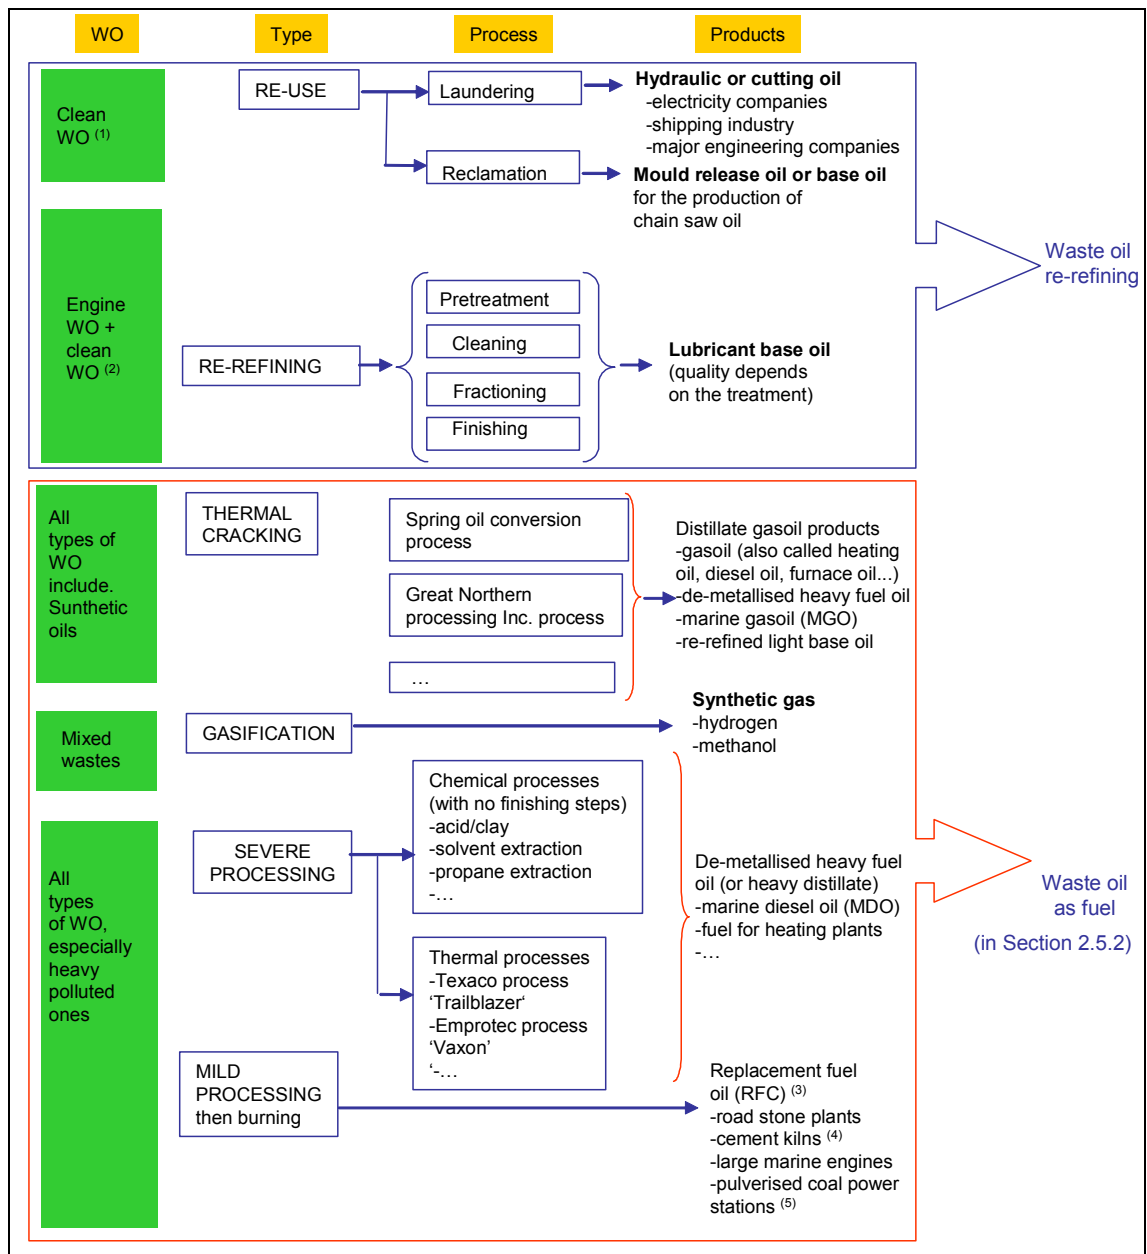 WO
Type
Process
Products
Clean
WO (1)
RE-USE
Laundering
Hydraulic or cutting oil
-electricity companies
-shipping industry
-major engineering companies
Reclamation
Mould release oil or base oil
for the production of
chain saw oil
Engine
WO +
clean
WO (2)
RE-REFINING
Pretreatment
Cleaning
Fractioning
Finishing
Lubricant base oil
(quality depends
on the treatment)
Waste oil
re-refining
All
types of
WO
include.
Sunthetic
oils
THERMAL
CRACKING
Spring oil conversion
process
Great Northern
processing Inc. process
...
Distillate gasoil products
-gasoil (also called heating
oil, diesel oil, furnace oil...)
-de-metallised heavy fuel oil
-marine gasoil (MGO)
-re-refined light base oil
Mixed
wastes
GASIFICATION
Synthetic gas
-hydrogen
-methanol
All
types
of WO,
especially
heavy
polluted
ones
SEVERE
PROCESSING
Chemical processes
(with no finishing steps)
-acid/clay
-solvent extraction
-propane extraction
-...
Thermal processes
-Texaco process
'Trailblazer'
-Emprotec process
'Vaxon'
'-...
De-metallised heavy fuel
oil (or heavy distillate)
-marine diesel oil (MDO)
-fuel for heating plants
-...
MILD
PROCESSING
then burning
Replacement fuel
oil (RFC) (3)
-road stone plants
-cement kilns (4)
-large marine engines
-pulverised coal power
stations (5)
Waste oil
as fuel
(in Section 2.5.2)